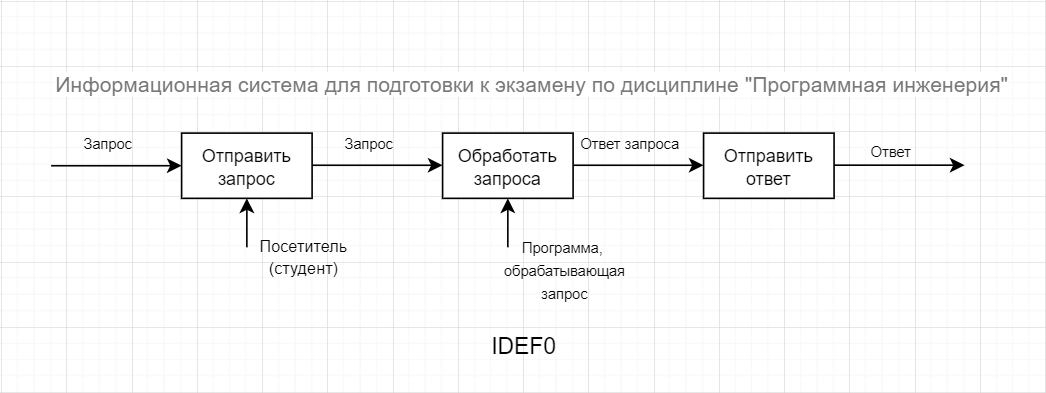 Информационная система для подготовки к экзамену по дисциплине "Программная инженерия"
Запрос
Отправить
запрос
Запрос
Обработать
запроса
Ответ запроса
Отправить
ответ
Ответ
Посетитель
(студент)
Программа,
обрабатывающая
запрос
IDEF0